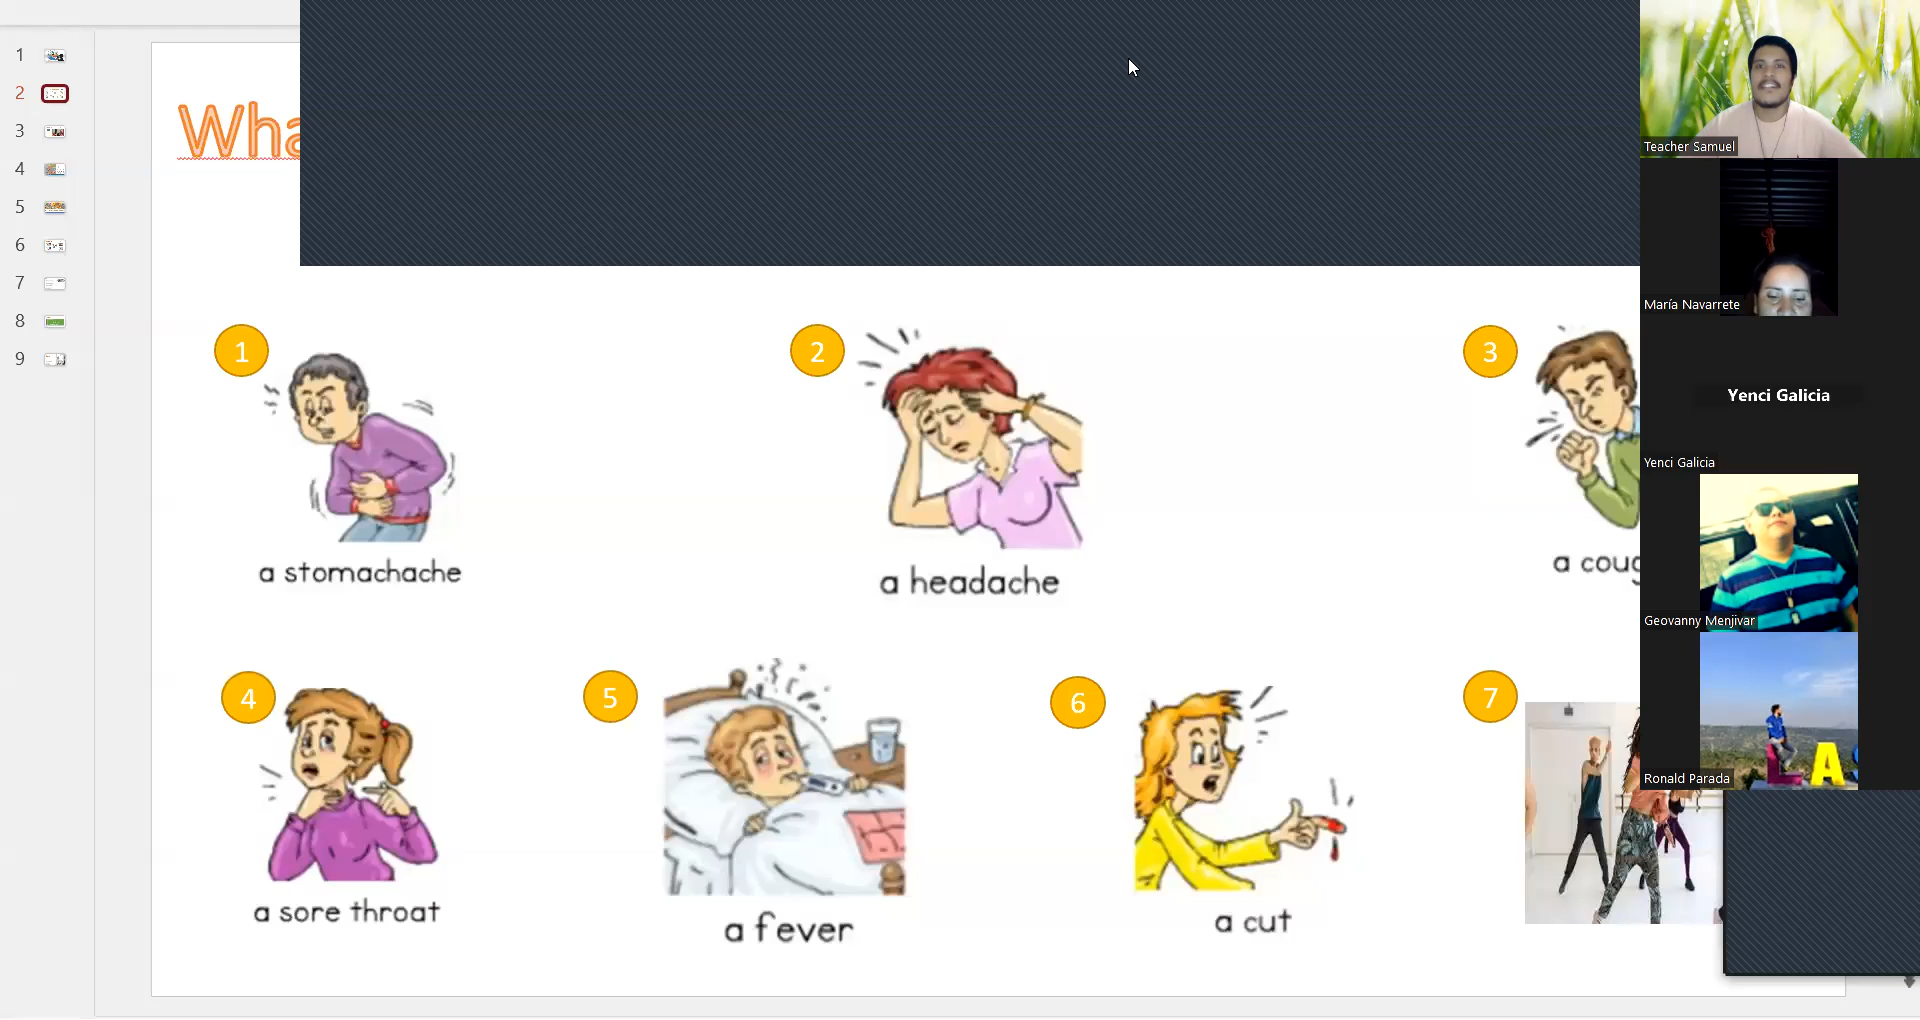 1
2
3
4
5
6
7
8
9
Wha
1
2
3
a stomachache
a headache
a coug
4
5
6
7
a sore throat
a fever
a cut
Teacher Samuel
María Navarrete
Yenci Galicia
Yenci Galicia
Geovanny Menjivar
LA
Ronald Parada